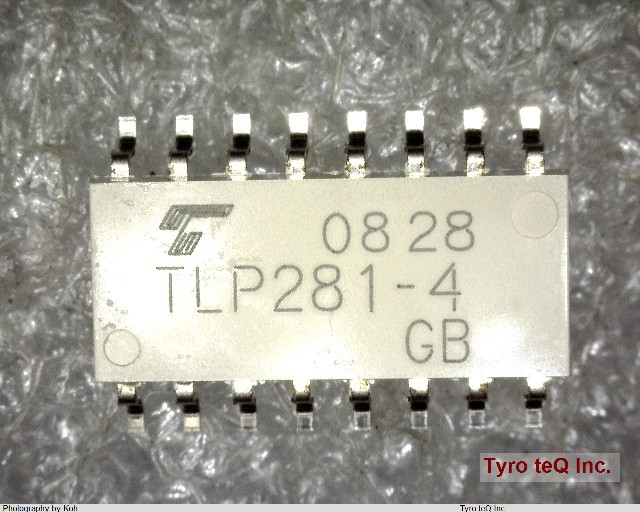 0828
TLP281-4
GB
Tyro teQ Inc.
Photography by Koh
Tyro teQ Inc